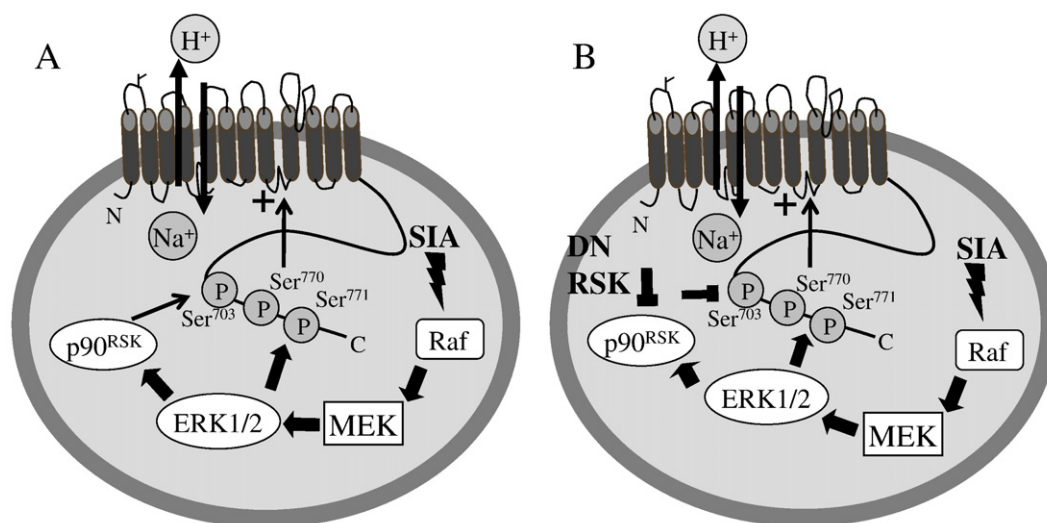 A
H⁺
N
+
Na⁺
SIA
P
P
P
Ser⁷⁷⁰
Ser⁷⁷¹
Ser⁷⁰³
C
p90ᴿˢᴷ
Raf
ERK1/2
MEK
B
H⁺
N
+
Na⁺
DN
RSK
SIA
P
P
P
Ser⁷⁷⁰
Ser⁷⁷¹
Ser⁷⁰³
C
p90ᴿˢᴷ
Raf
ERK1/2
MEK